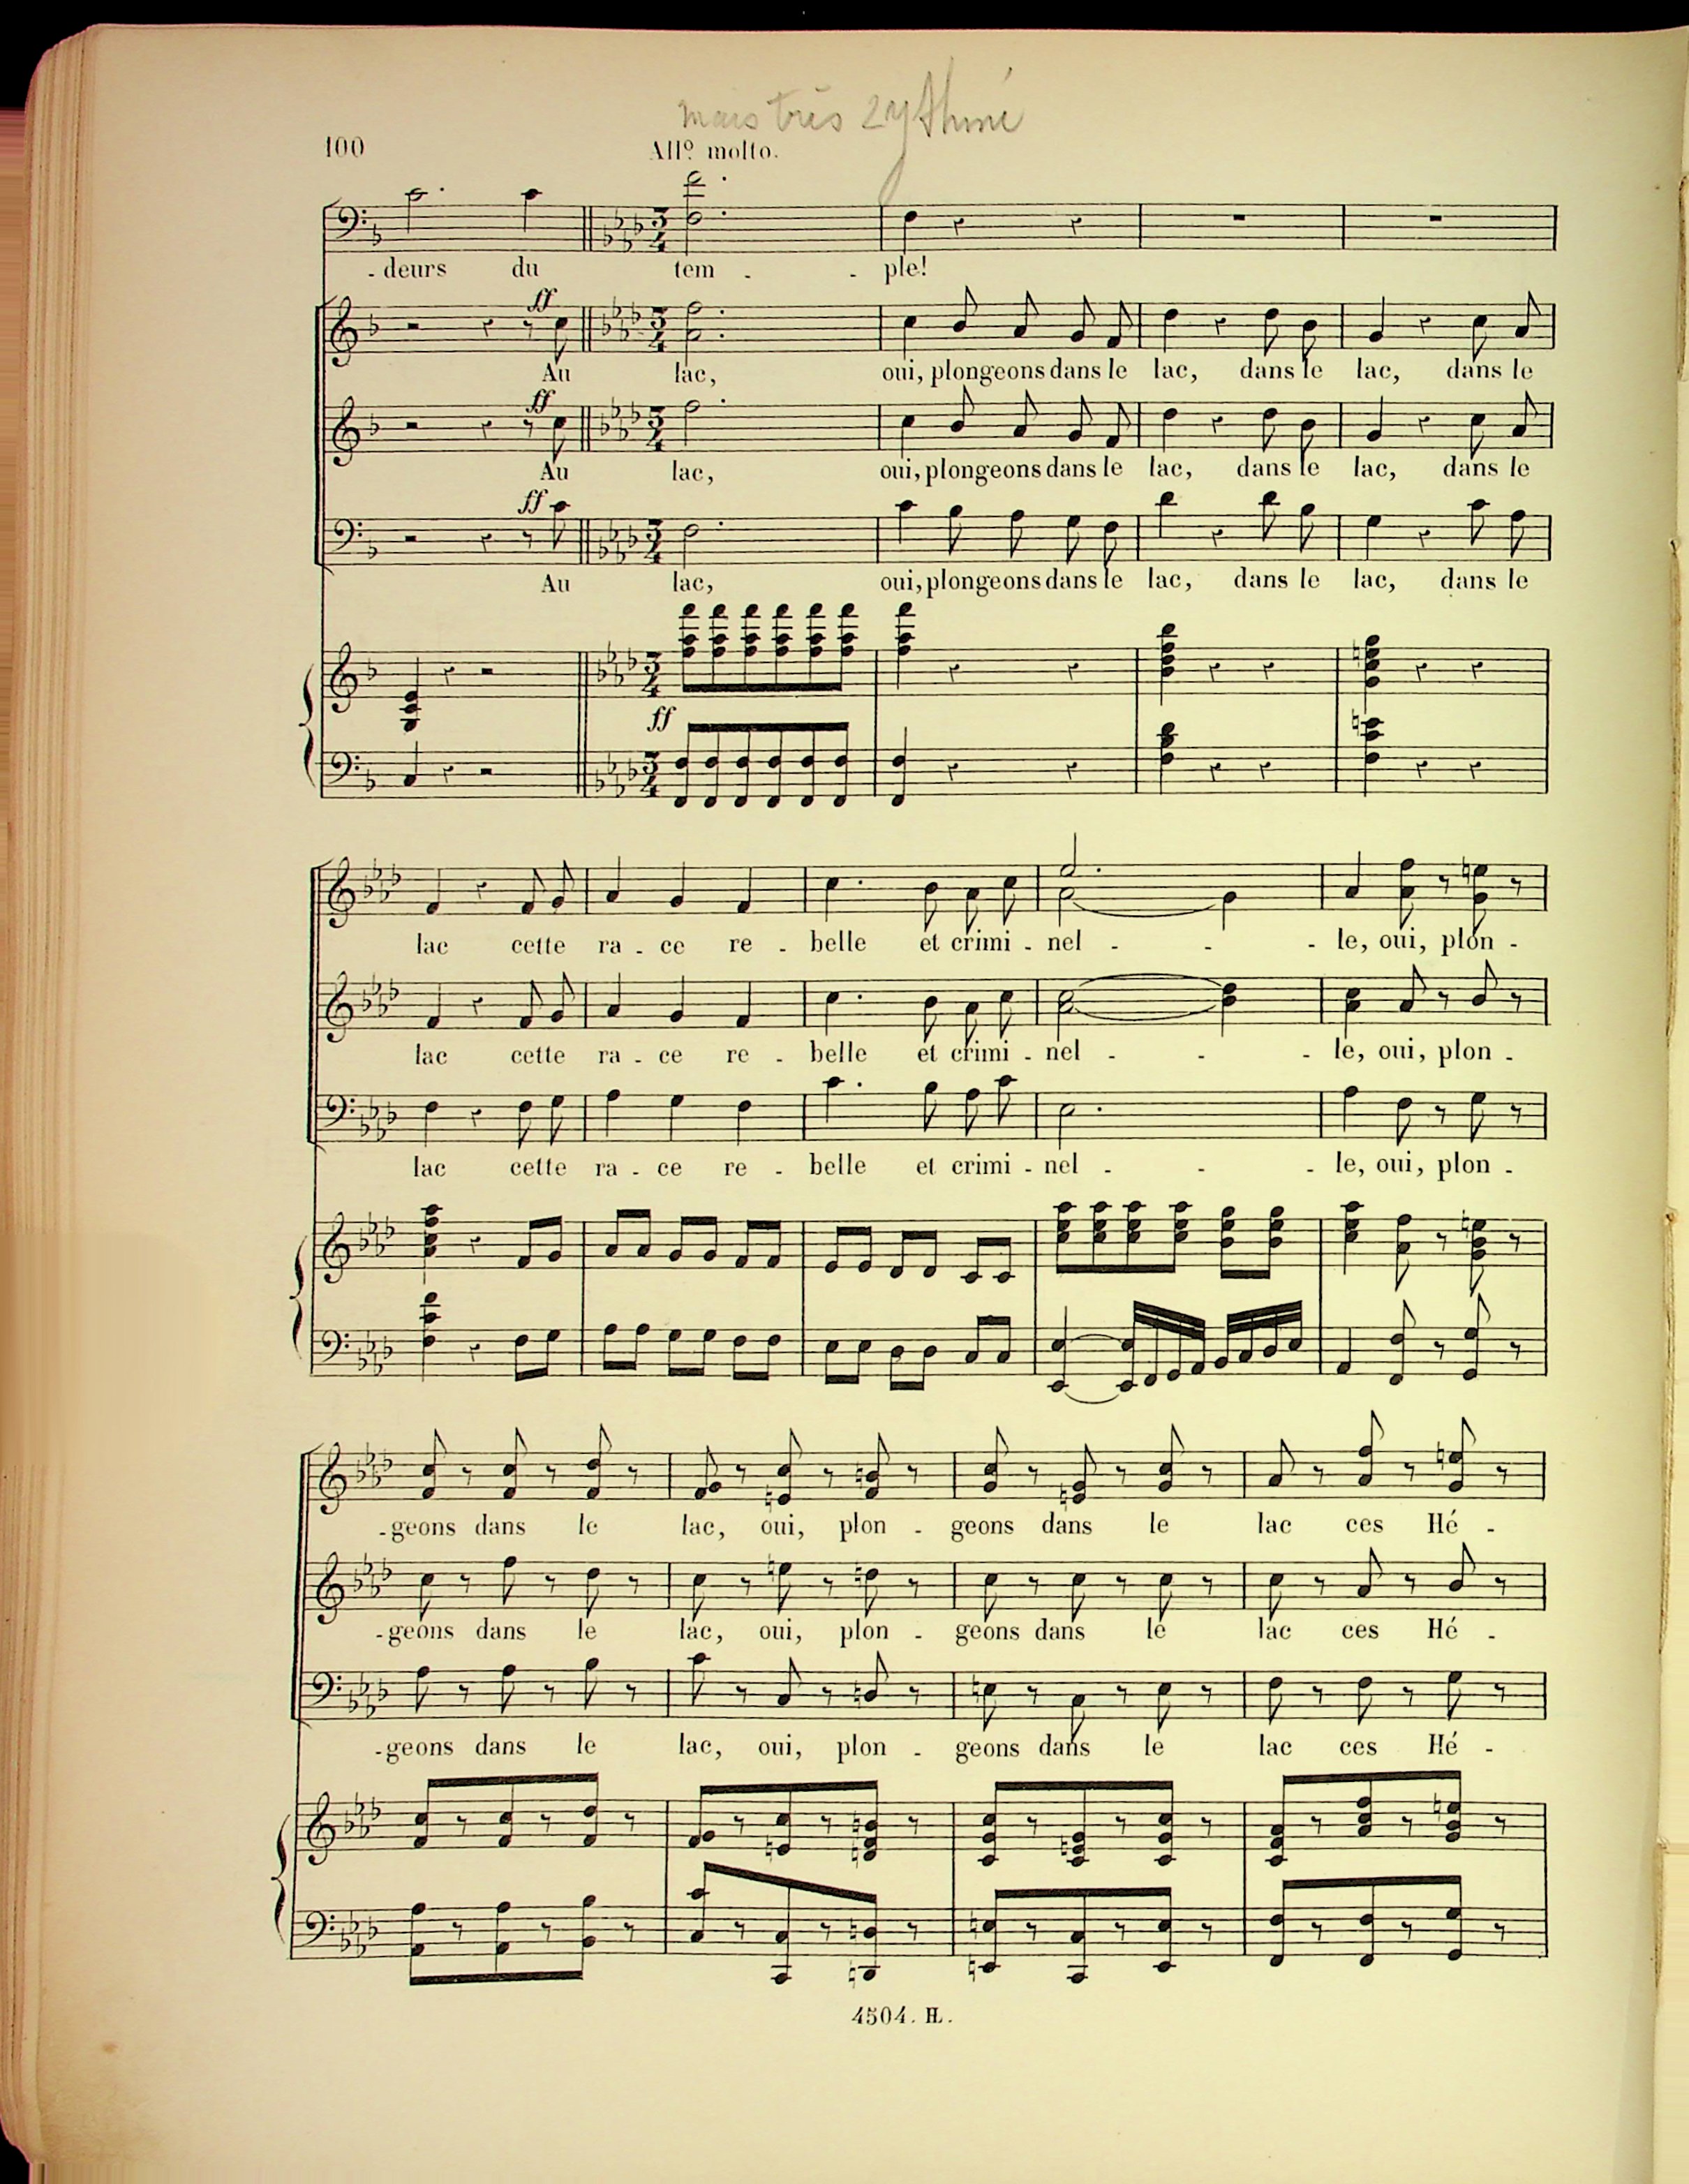 mais très rythmé
100
All⁰ molto.
-deurs du tem - - ple!
ff
Au lac, oui, plongeons dans le lac, dans le lac, dans le
ff
Au lac, oui, plongeons dans le lac, dans le lac, dans le
ff
Au lac, oui, plongeons dans le lac, dans le lac, dans le
ff
lac cette ra - ce re - belle et crimi - nel - - - le, oui, plon -
lac cette ra - ce re - belle et crimi - nel - - - le, oui, plon -
lac cette ra - ce re - belle et crimi - nel - - - le, oui, plon -
-geons dans le lac, oui, plon - geons dans le lac ces Hé -
-geons dans le lac, oui, plon - geons dans le lac ces Hé -
-geons dans le lac, oui, plon - geons dans le lac ces Hé -
4504. H.